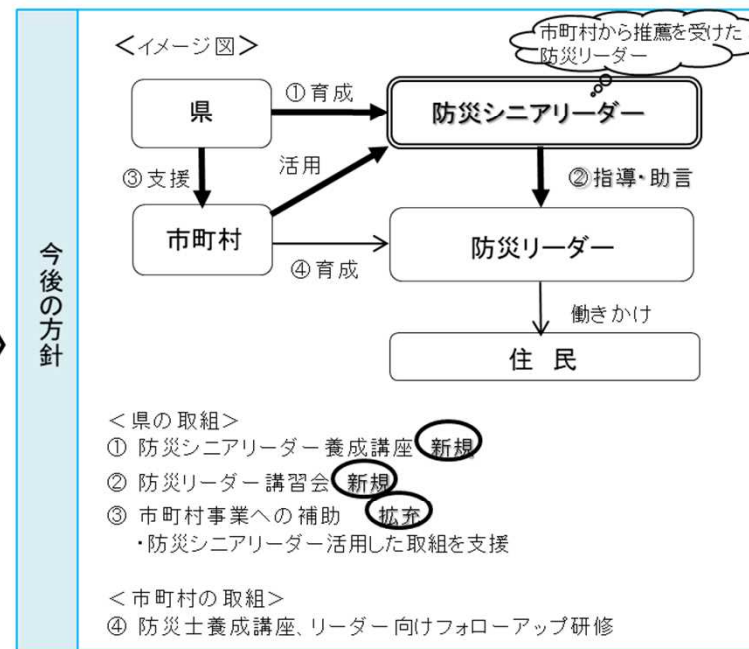 今後の方針
<イメージ図>
市町村から推薦を受けた
防災リーダー
県
①育成
防災シニアリーダー
③支援
活用
②指導・助言
市町村
④育成
防災リーダー
働きかけ
住 民
<県の取組>
① 防災シニアリーダー養成講座 新規
② 防災リーダー講習会 新規
③ 市町村事業への補助 拡充
・防災シニアリーダー活用した取組を支援
<市町村の取組>
④ 防災士養成講座、リーダー向けフォローアップ研修